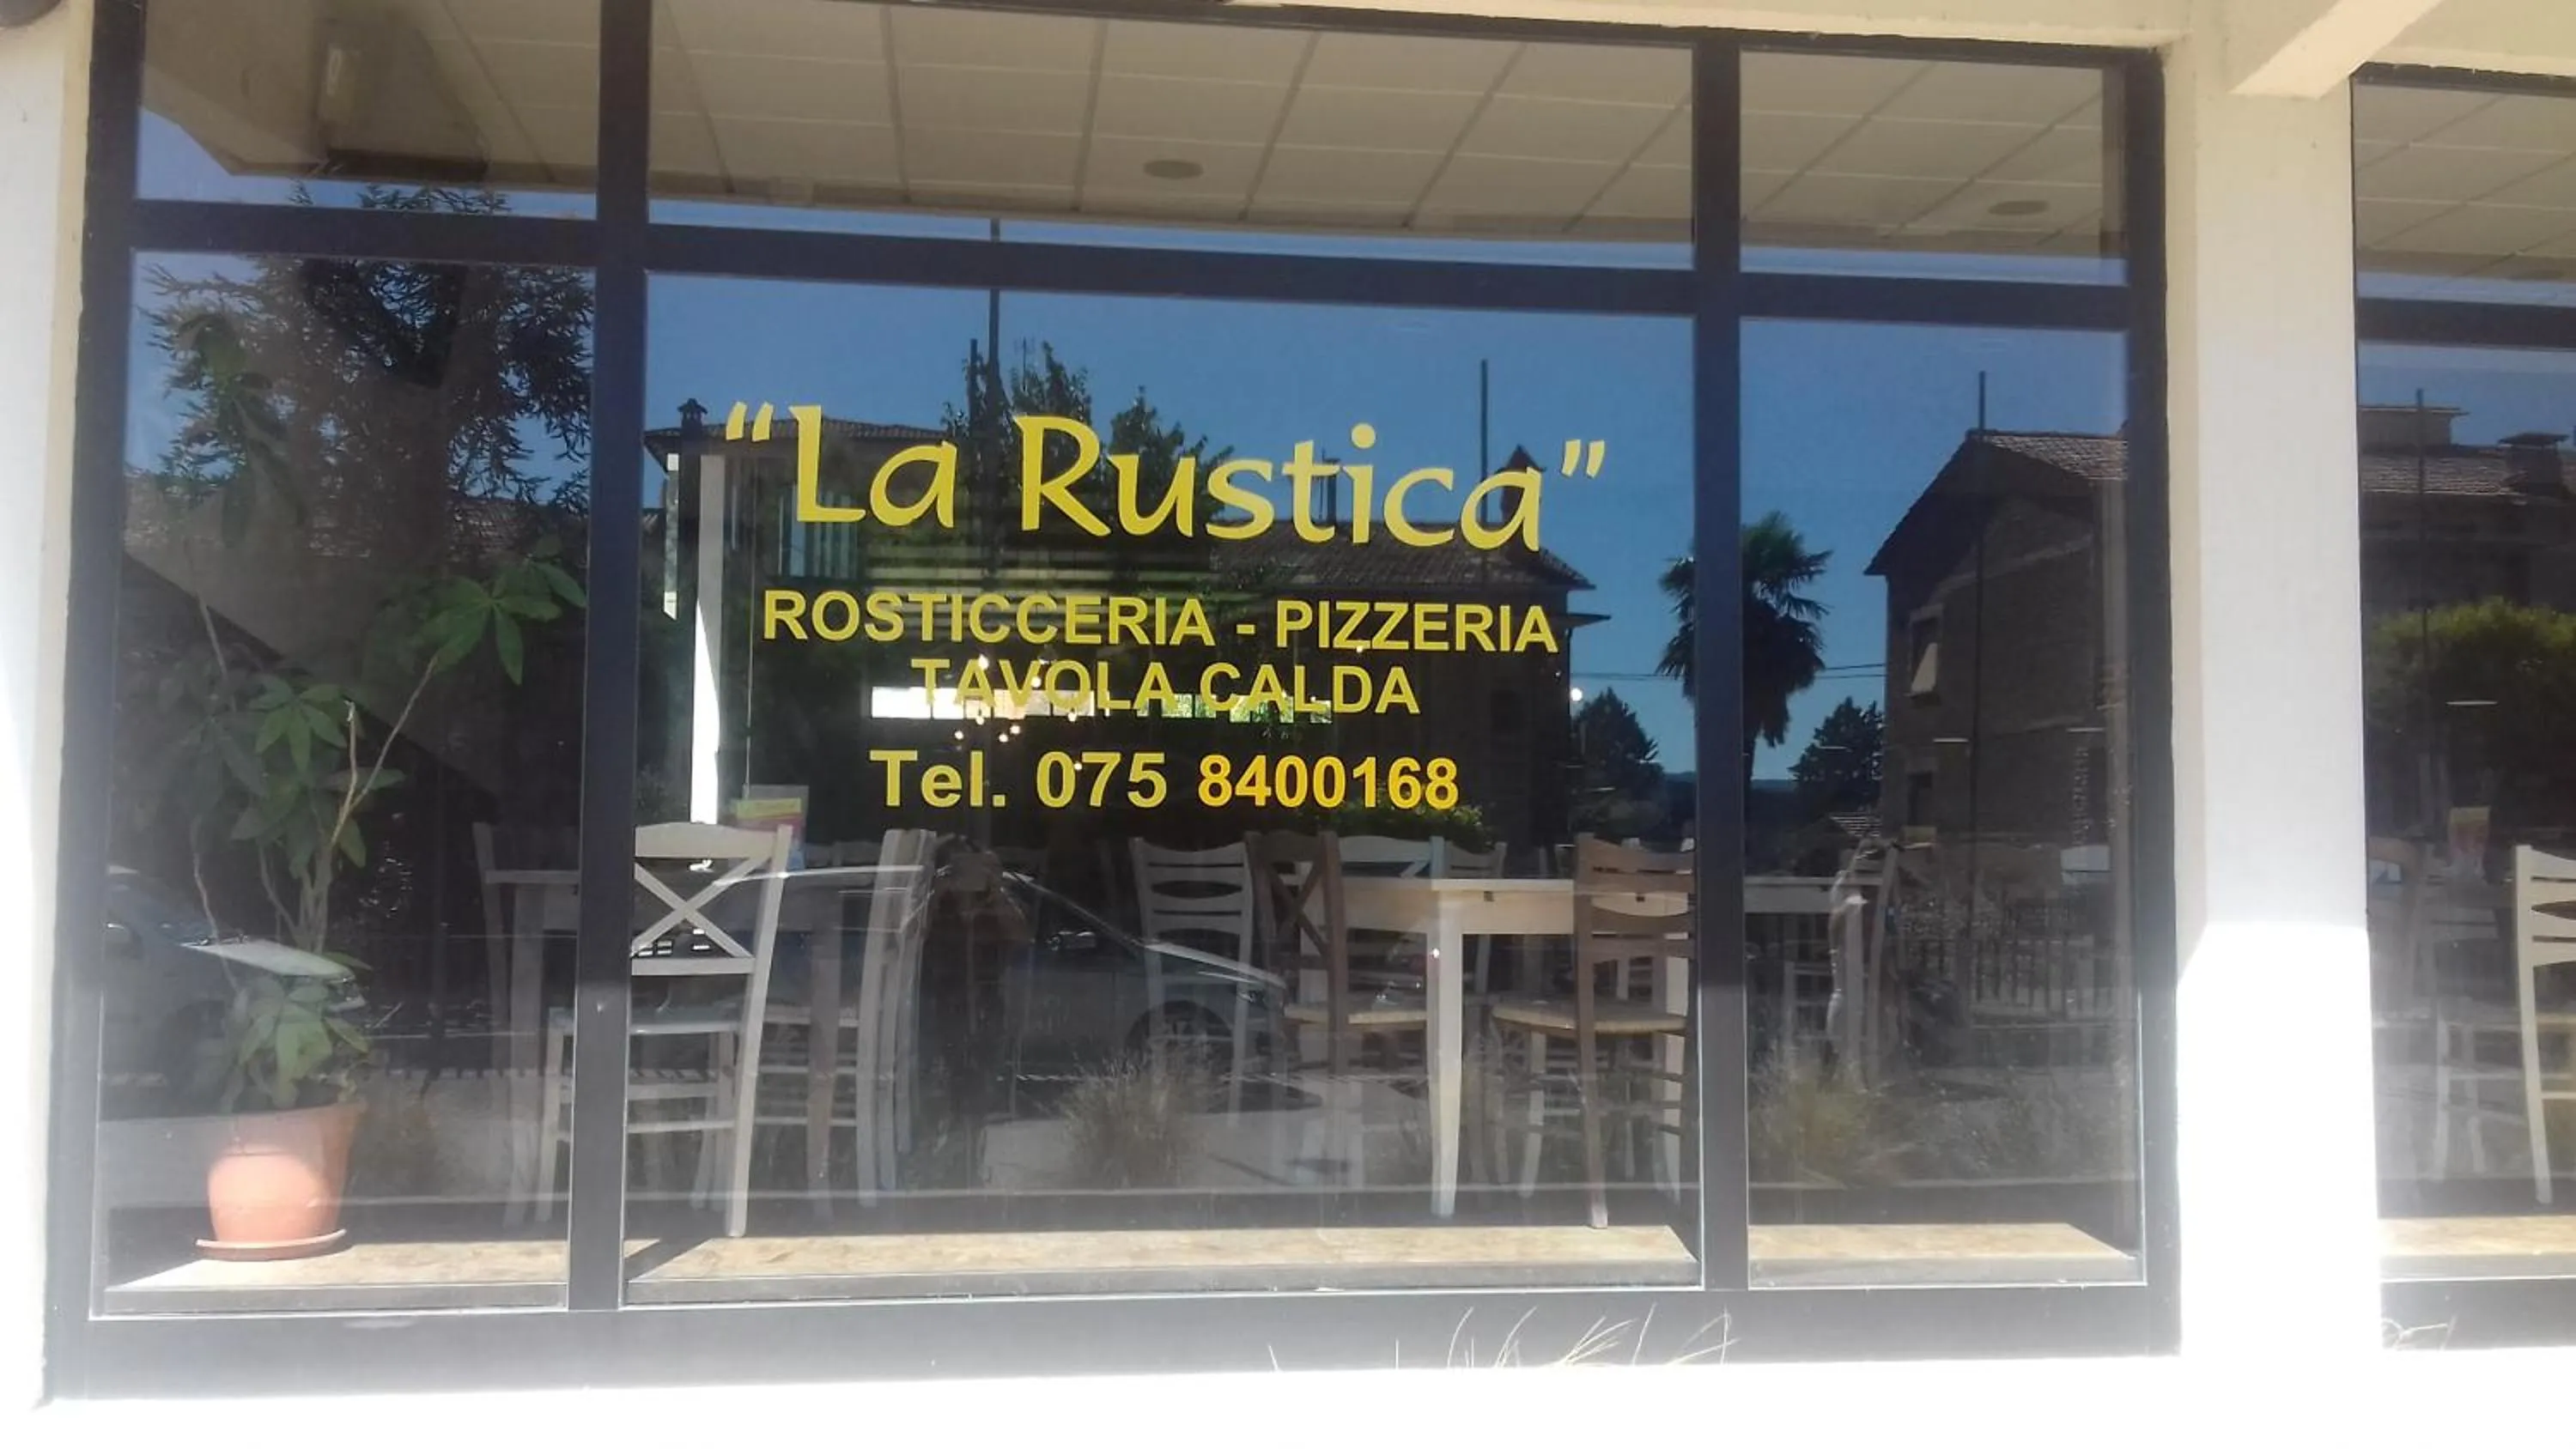 “La Rustica”
ROSTICCERIA - PIZZERIA
TAVOLA CALDA
Tel. 075 8400168